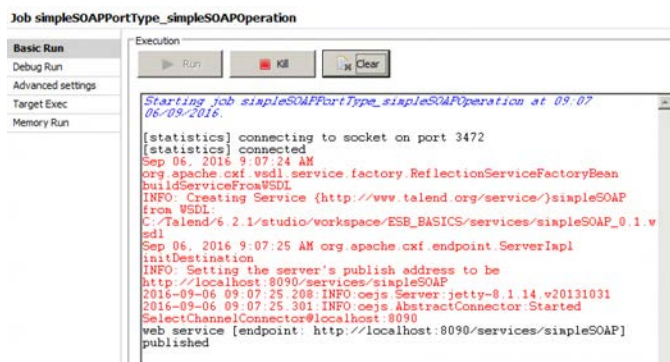 Job simpleSOAPPortType_simpleSOAPOperation
Basic Run
Debug Run
Advanced settings
Target Exec
Memory Run
Execution
Run
Kill
Clear
Starting job simpleSOAPPortType_simpleSOAPOperation at 09:07
06/09/2016.
[statistics] connecting to socket on port 3472
[statistics] connected
Sep 06, 2016 9:07:24 AM
org.apache.cxf.wsdl.service.factory.ReflectionServiceFactoryBean
buildServiceFromWSDL
INFO: Creating Service {http://www.talend.org/service/}simpleSOAP
from WSDL:
C:/Talend/6.2.1/studio/workspace/ESB_BASICS/services/simpleSOAP_0.1.w
sdl
Sep 06, 2016 9:07:25 AM org.apache.cxf.endpoint.ServerImpl
initDestination
INFO: Setting the server's publish address to be
http://localhost:8090/services/simpleSOAP
2016-09-06 09:07:25.208:INFO:oejs.Server:jetty-8.1.14.v20131031
2016-09-06 09:07:25.301:INFO:oejs.AbstractConnector:Started
SelectChannelConnector@localhost:8090
web service [endpoint: http://localhost:8090/services/simpleSOAP]
published